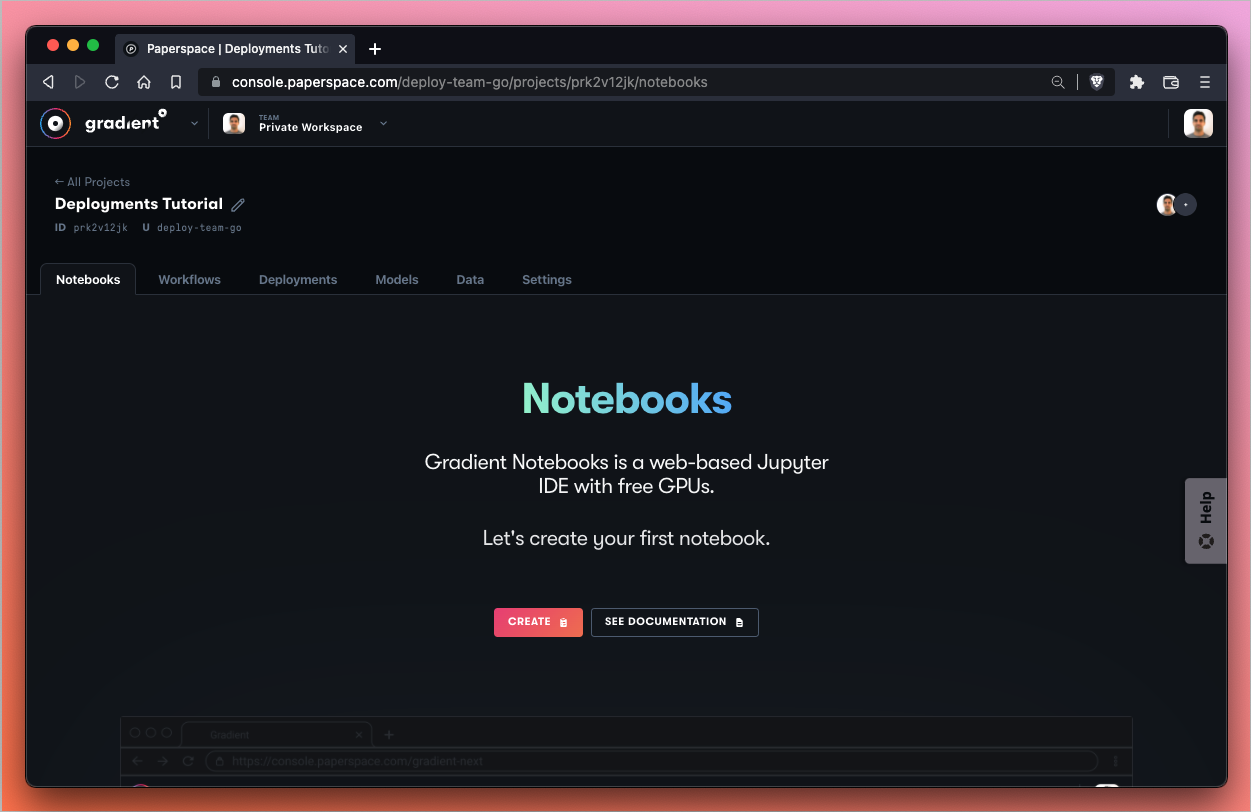 Paperspace | Deployments Tuto
console.paperspace.com/deploy-team-go/projects/prk2v12jk/notebooks
gradient
TEAM
Private Workspace
← All Projects
Deployments Tutorial
ID prk2v12jk U deploy-team-go
Notebooks Workflows Deployments Models Data Settings
Notebooks
Gradient Notebooks is a web-based Jupyter
IDE with free GPUs.
Let's create your first notebook.
Help
CREATE SEE DOCUMENTATION
Gradient
https://console.paperspace.com/gradient-next